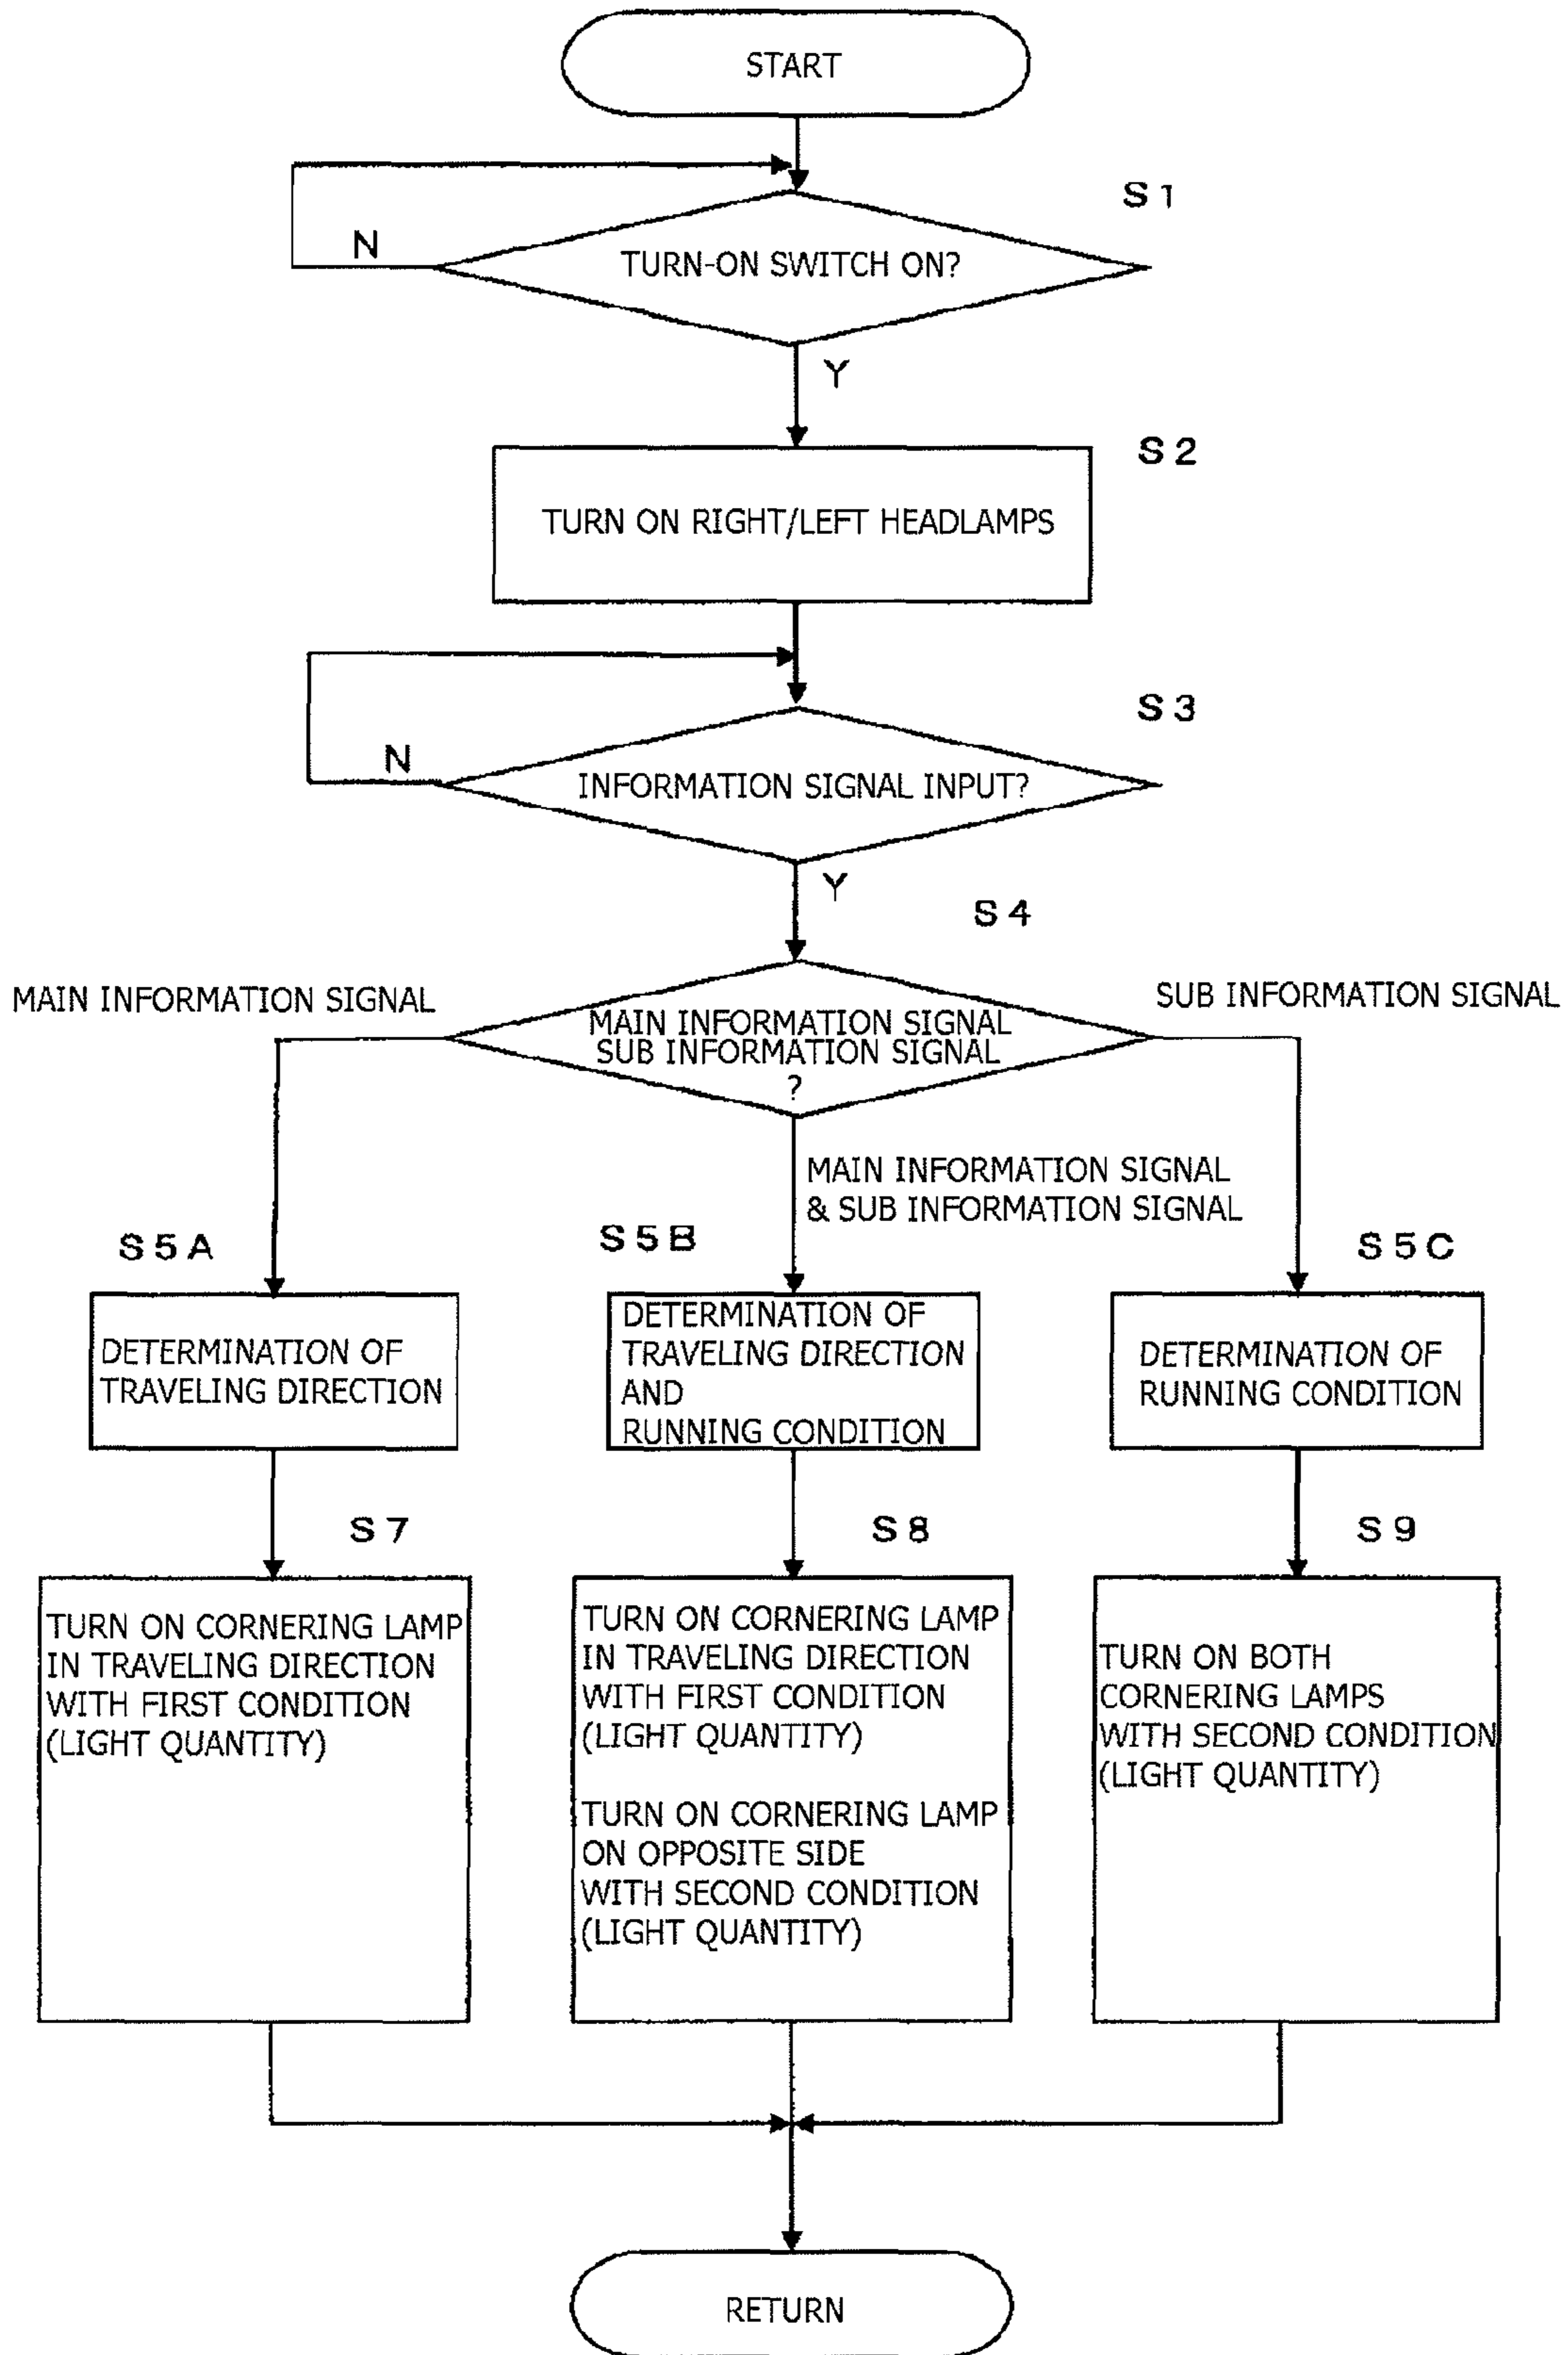 START
S1
N
TURN-ON SWITCH ON?
Y
S2
TURN ON RIGHT/LEFT HEADLAMPS
S3
N
INFORMATION SIGNAL INPUT?
Y
S4
MAIN INFORMATION SIGNAL
SUB INFORMATION SIGNAL
MAIN INFORMATION SIGNAL
SUB INFORMATION SIGNAL
?
MAIN INFORMATION SIGNAL
& SUB INFORMATION SIGNAL
S5A
DETERMINATION OF
TRAVELING DIRECTION
S5B
DETERMINATION OF
TRAVELING DIRECTION
AND
RUNNING CONDITION
S5C
DETERMINATION OF
RUNNING CONDITION
S7
TURN ON CORNERING LAMP
IN TRAVELING DIRECTION
WITH FIRST CONDITION
(LIGHT QUANTITY)
S8
TURN ON CORNERING LAMP
IN TRAVELING DIRECTION
WITH FIRST CONDITION
(LIGHT QUANTITY)
TURN ON CORNERING LAMP
ON OPPOSITE SIDE
WITH SECOND CONDITION
(LIGHT QUANTITY)
S9
TURN ON BOTH
CORNERING LAMPS
WITH SECOND CONDITION
(LIGHT QUANTITY)
RETURN